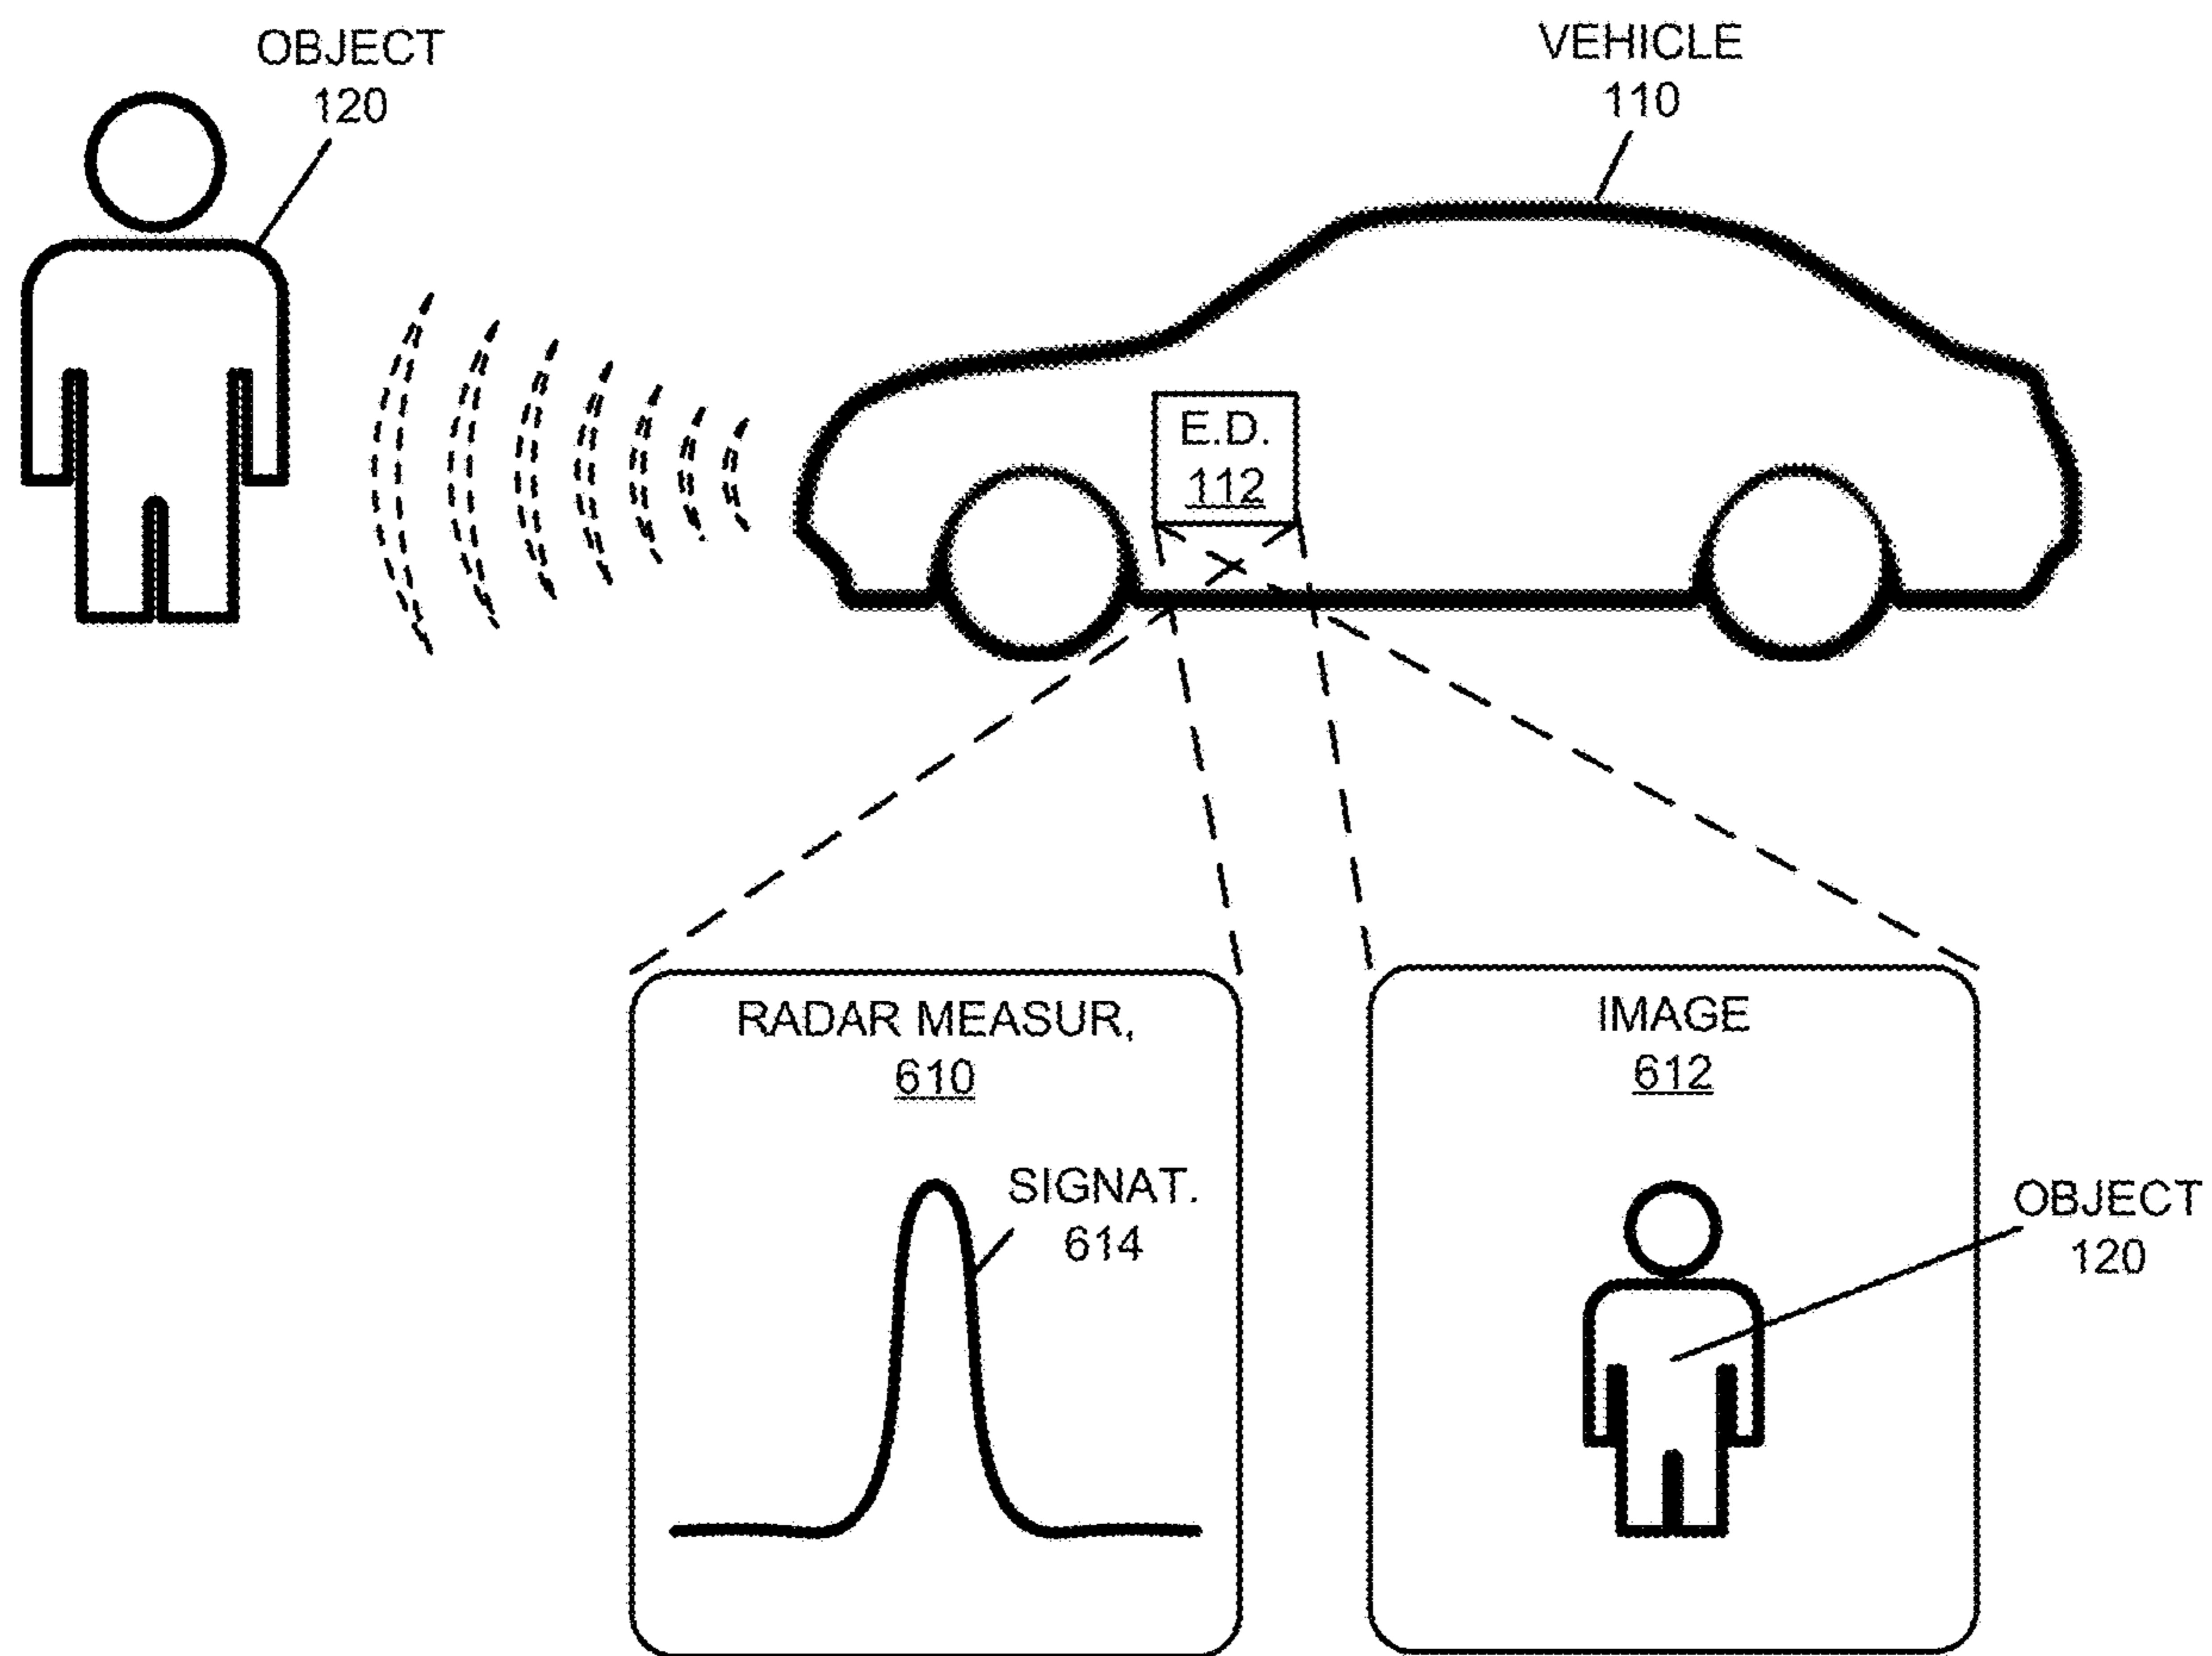 OBJECT
120
VEHICLE
110
E.D.
112
RADAR MEASUR,
610
SIGNAT.
614
IMAGE
612
OBJECT
120